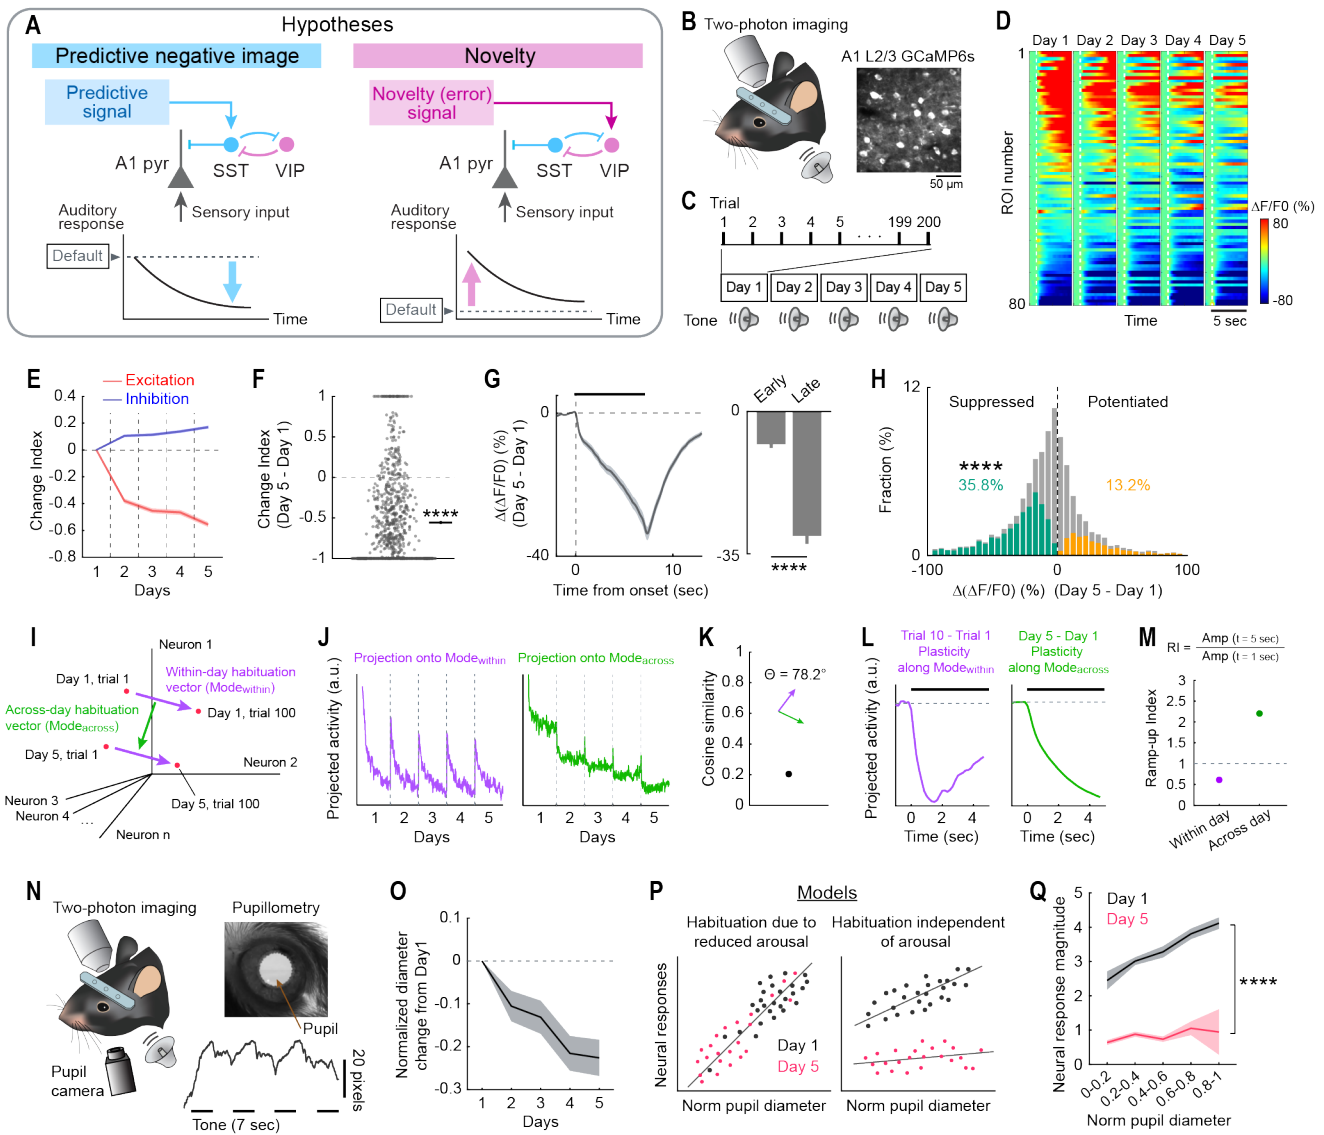 A
Hypotheses
Predictive negative image
Predictive
signal
A1 pyr
SST
VIP
Auditory
response
Sensory input
Default
Time
Novelty
Novelty (error)
signal
A1 pyr
SST
VIP
Auditory
response
Sensory input
Default
Time
B
Two-photon imaging
A1 L2/3 GCaMP6s
50 µm
C
Trial
1 2 3 4 5 . . . 199 200
Day 1 Day 2 Day 3 Day 4 Day 5
Tone
D
Day 1 Day 2 Day 3 Day 4 Day 5
1
ROI number
80
Time
5 sec
ΔF/F0 (%)
80
-80
E
Excitation
Inhibition
Change Index
0.4
0.2
0
-0.2
-0.4
-0.6
-0.8
1 2 3 4 5
Days
F
Change Index
(Day 5 - Day 1)
1
0.5
0
-0.5
-1
****
G
Δ(ΔF/F0) (%)
(Day 5 - Day 1)
0
-40
0 10
Time from onset (sec)
Early
Late
0
-35
****
H
12
Fraction (%)
0
Suppressed
Potentiated
****
35.8%
13.2%
-100 0 100
Δ(ΔF/F0) (%) (Day 5 - Day 1)
I
Neuron 1
Day 1, trial 1
Within-day habituation
vector (Modewithin)
Across-day habituation
vector (Modeacross)
Day 1, trial 100
Day 5, trial 1
Neuron 2
Day 5, trial 100
Neuron 3
Neuron 4
...
Neuron n
J
Projection onto Modewithin
Projection onto Modeacross
Projected activity (a.u.)
1 2 3 4 5
Days
1 2 3 4 5
Days
K
Cosine similarity
1
0.8
0.6
0.4
0.2
0
Θ = 78.2°
L
Trial 10 - Trial 1
Plasticity
along Modewithin
Day 5 - Day 1
Plasticity
along Modeacross
Projected activity (a.u.)
0 2 4
Time (sec)
0 2 4
Time (sec)
M
RI = Amp (t = 5 sec)
Amp (t = 1 sec)
Ramp-up Index
3
2.5
2
1.5
1
0.5
0
Within day
Across day
N
Two-photon imaging
Pupillometry
Pupil
Pupil
camera
20 pixels
Tone (7 sec)
O
Normalized diameter
change from Day1
0.1
0
-0.1
-0.2
-0.3
1 2 3 4 5
Days
P
Models
Habituation due to
reduced arousal
Habituation independent
of arousal
Neural responses
Day 1
Day 5
Norm pupil diameter
Norm pupil diameter
Q
Neural response magnitude
5
4
3
2
1
0
Day 1
Day 5
****
0-0.2
0.2-0.4
0.4-0.6
0.6-0.8
0.8-1
Norm pupil diameter